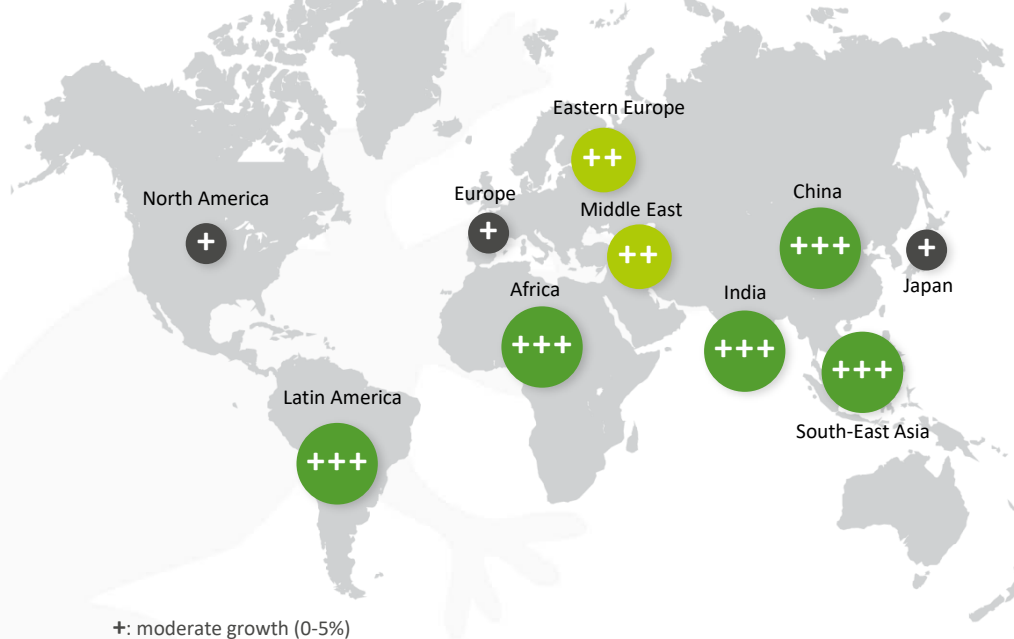 Eastern Europe
++
North America
+
Europe
+
Middle East
++
China
+++
Japan
+
Africa
+++
India
+++
South-East Asia
+++
Latin America
+++
+: moderate growth (0-5%)